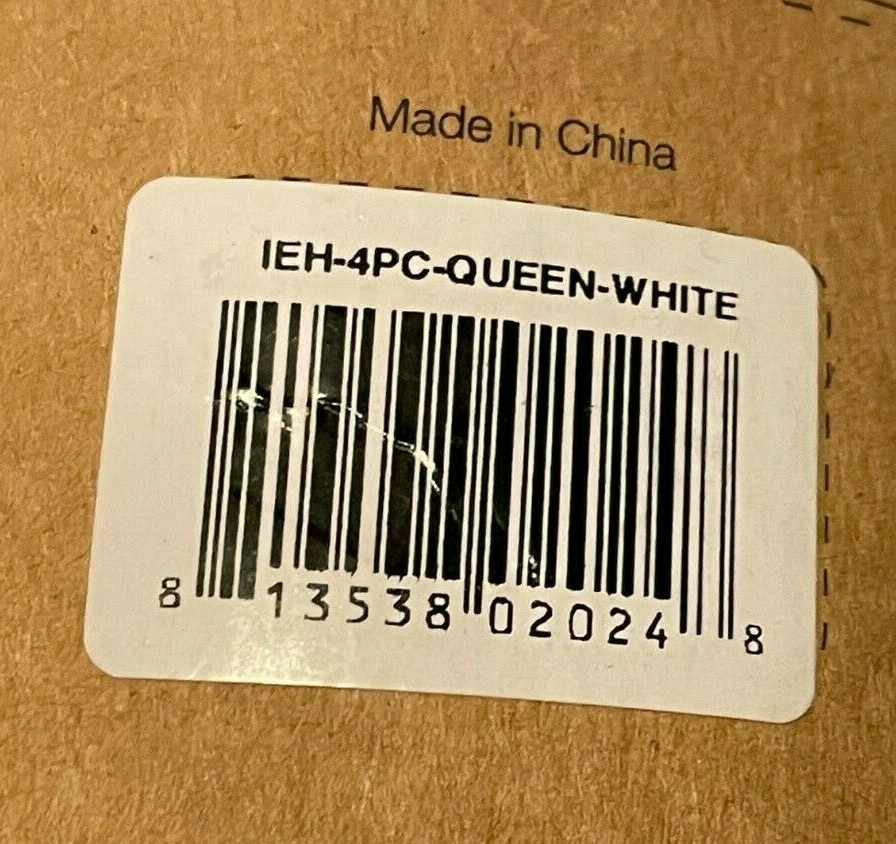 Made in China
IEH-4PC-QUEEN-WHITE
8 13538 02024 8